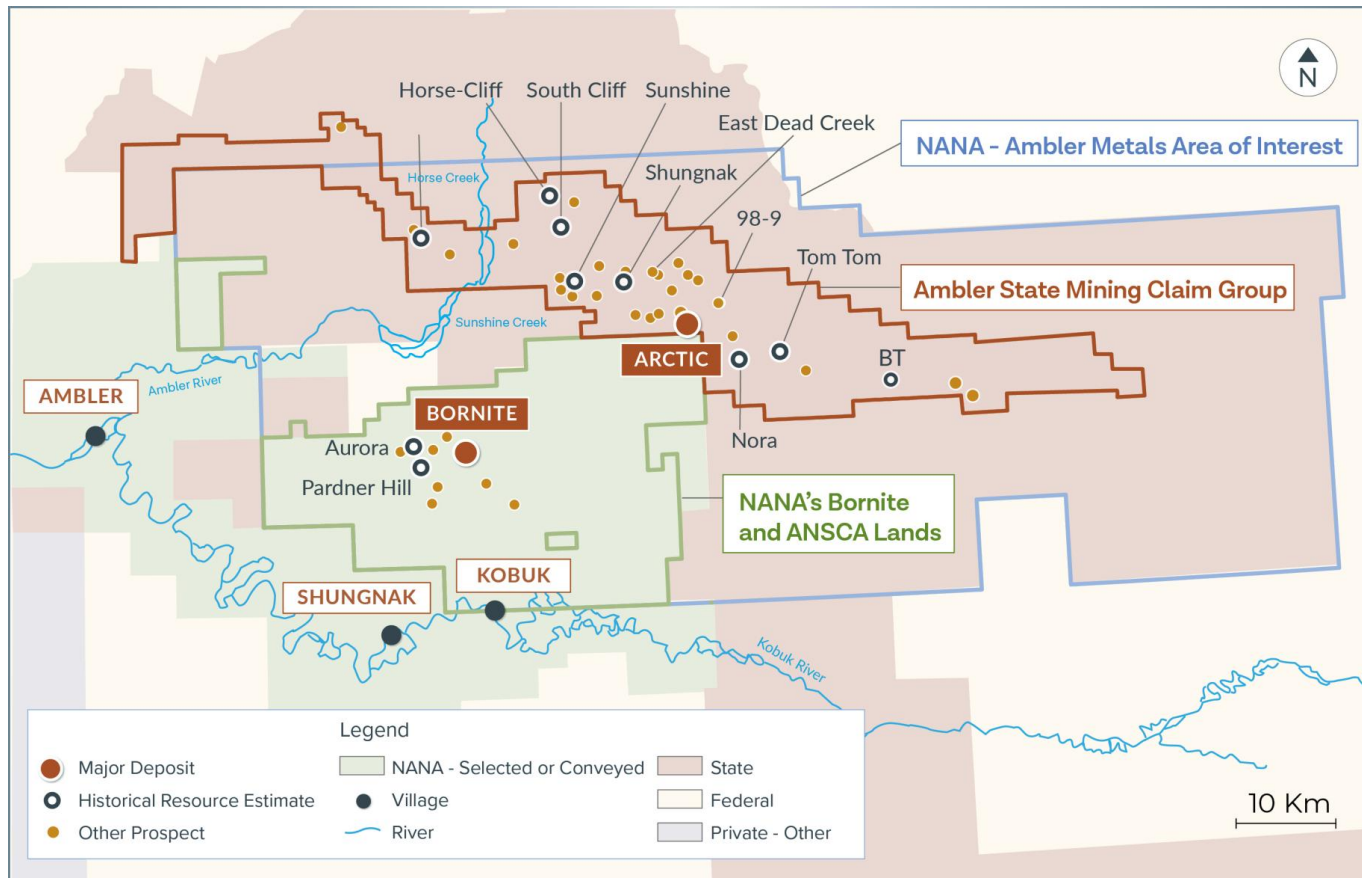 N
Horse-Cliff
South Cliff
Sunshine
East Dead Creek
Shungnak
NANA - Ambler Metals Area of Interest
Horse Creek
98-9
Tom Tom
Ambler State Mining Claim Group
Sunshine Creek
ARCTIC
BT
Ambler River
AMBLER
BORNITE
Aurora
Nora
Pardner Hill
NANA's Bornite
and ANSCA Lands
KOBUK
SHUNGNAK
Kobuk River
Legend
Major Deposit
NANA - Selected or Conveyed
State
Historical Resource Estimate
Village
Federal
Other Prospect
River
Private - Other
10 Km